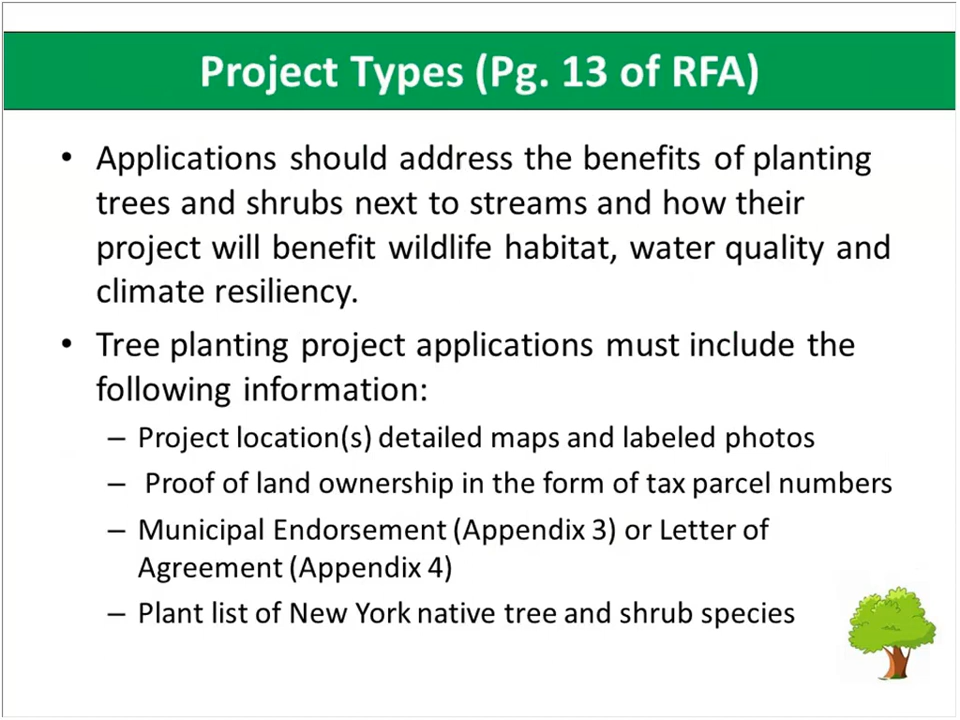 Project Types (Pg. 13 of RFA)
• Applications should address the benefits of planting
trees and shrubs next to streams and how their
project will benefit wildlife habitat, water quality and
climate resiliency.
• Tree planting project applications must include the
following information:
– Project location(s) detailed maps and labeled photos
– Proof of land ownership in the form of tax parcel numbers
– Municipal Endorsement (Appendix 3) or Letter of
Agreement (Appendix 4)
– Plant list of New York native tree and shrub species